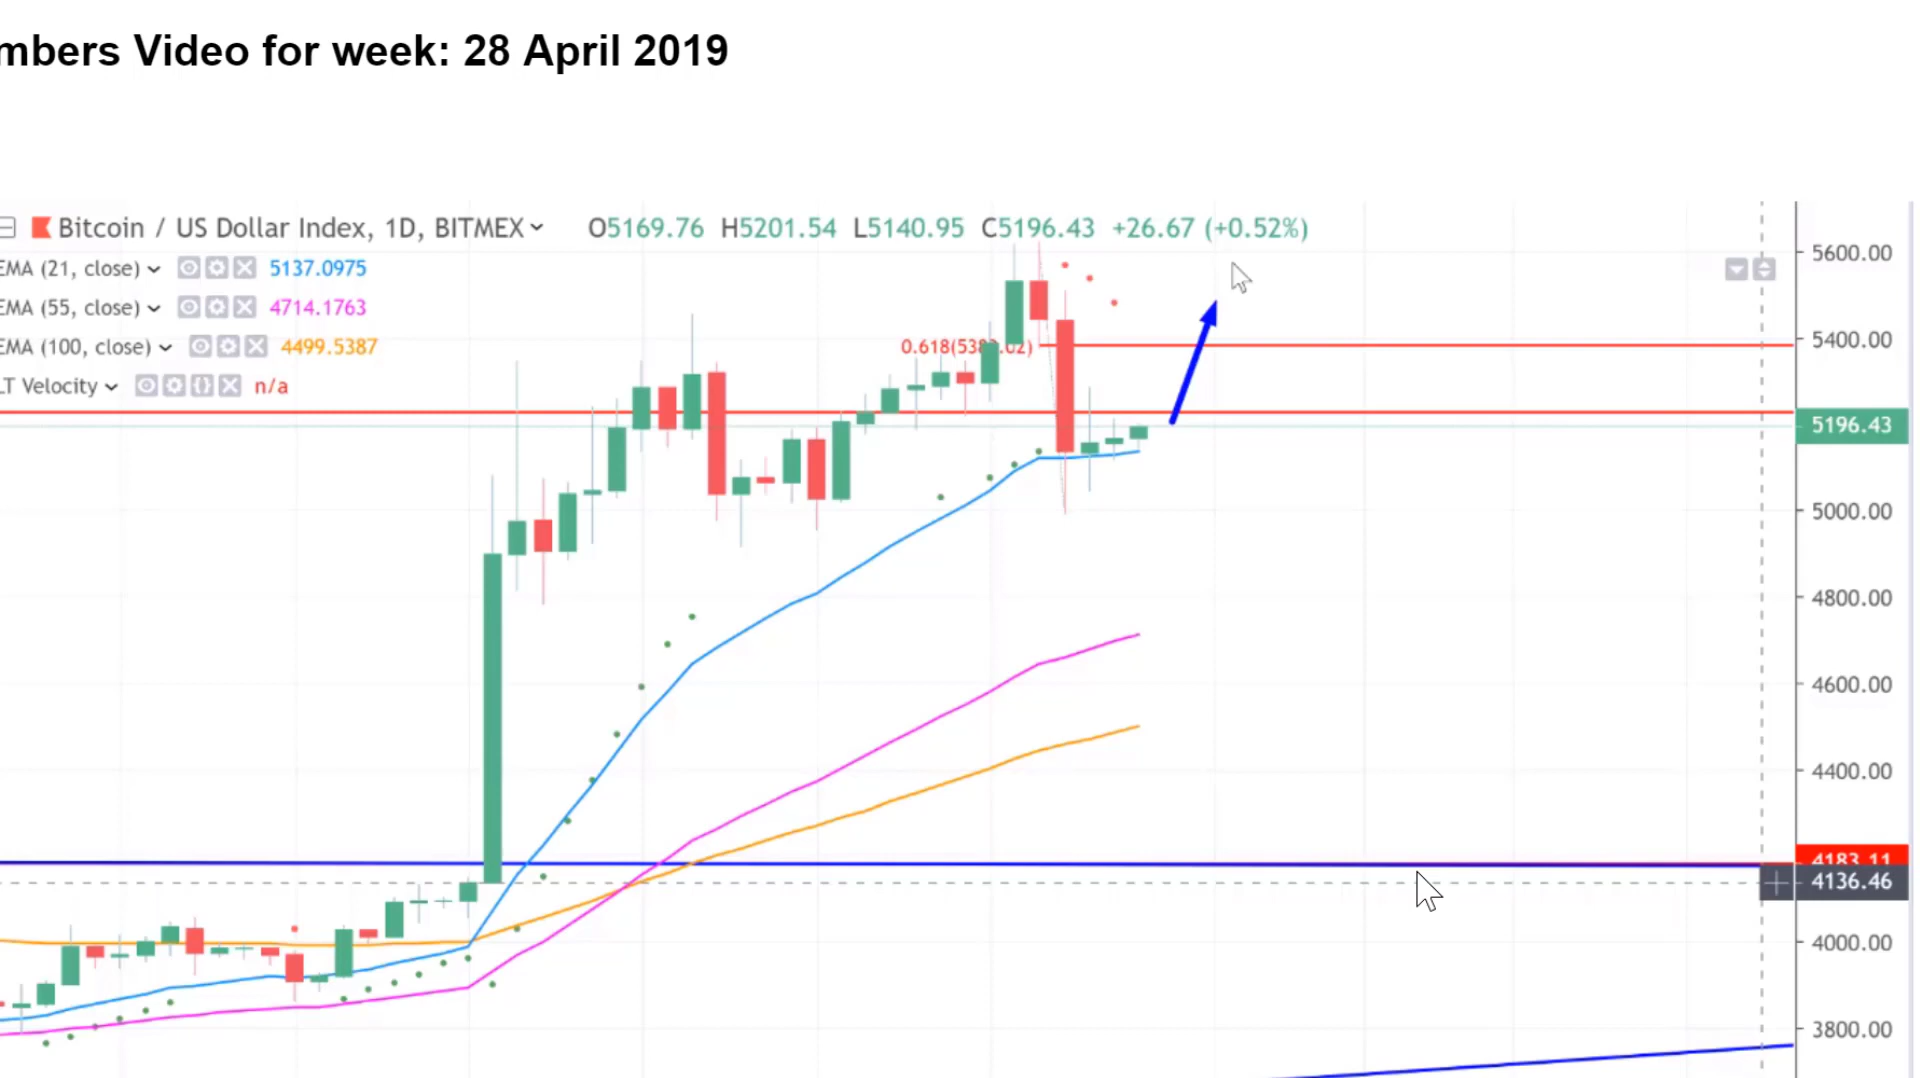 mbers Video for week: 28 April 2019
Bitcoin / US Dollar Index, 1D, BITMEX O5169.76 H5201.54 L5140.95 C5196.43 +26.67 (+0.52%)
EMA (21, close) 5137.0975
EMA (55, close) 4714.1763
EMA (100, close) 4499.5387
LT Velocity n/a
5600.00
5400.00
5196.43
5000.00
4800.00
4600.00
4400.00
4183.11
4136.46
4000.00
3800.00